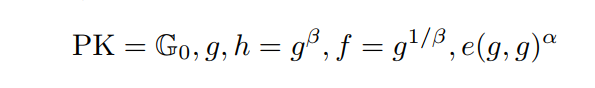 PK = 𝔾₀, g, h = g^β, f = g^{1/β}, e(g, g)^α